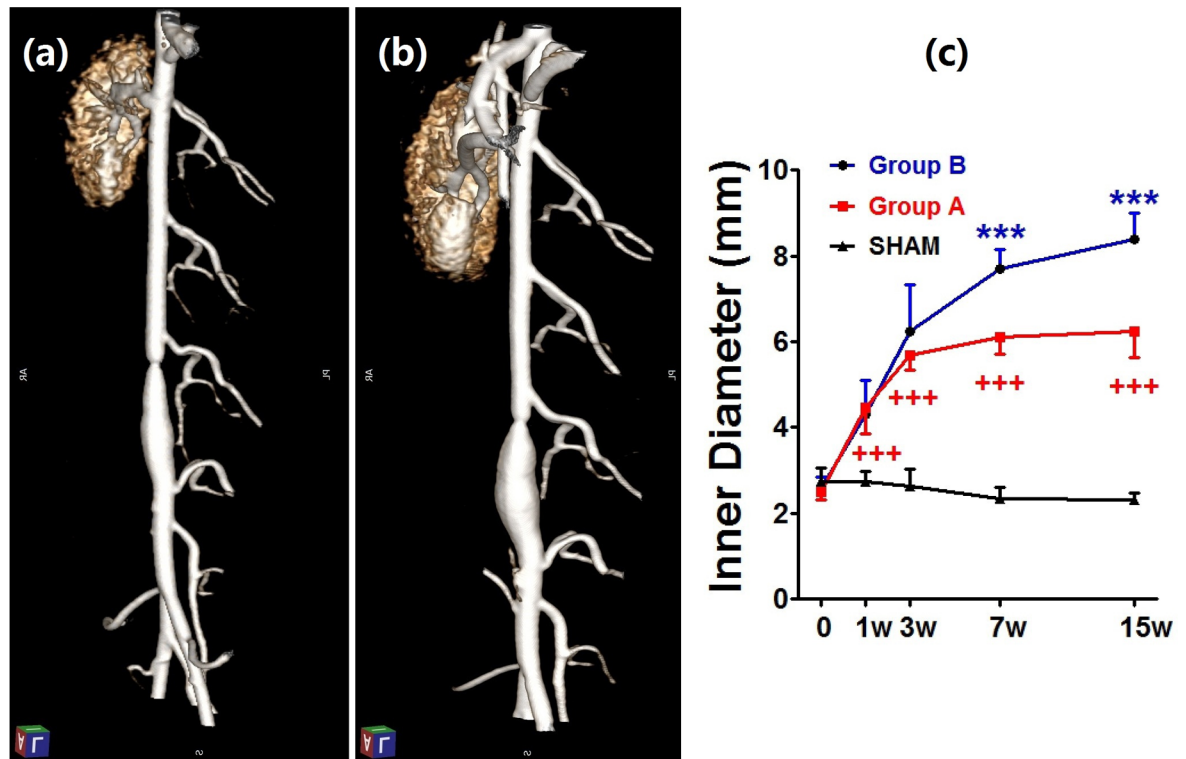 (a)
(b)
(c)
AR
PL
AR
PL
S
S
A L
A L
Inner Diameter (mm)
10
8
6
4
2
0
Group B
Group A
SHAM
***
***
+++
+++
+++
+++
0 1w 3w 7w 15w